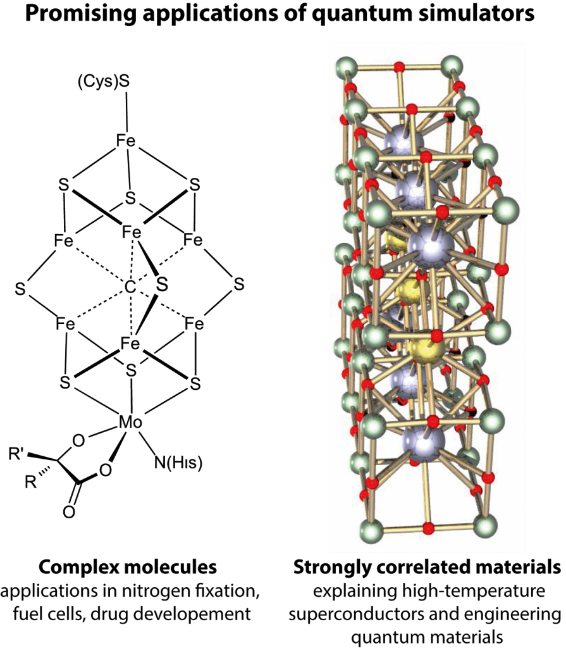 Promising applications of quantum simulators
(Cys)S
Fe
S
S
S
Fe
Fe
Fe
C
S
S
S
Fe
Fe
Fe
S
S
S
Mo
R'
O
N(His)
R
O
O
Complex molecules
applications in nitrogen fixation,
fuel cells, drug developement
Strongly correlated materials
explaining high-temperature
superconductors and engineering
quantum materials